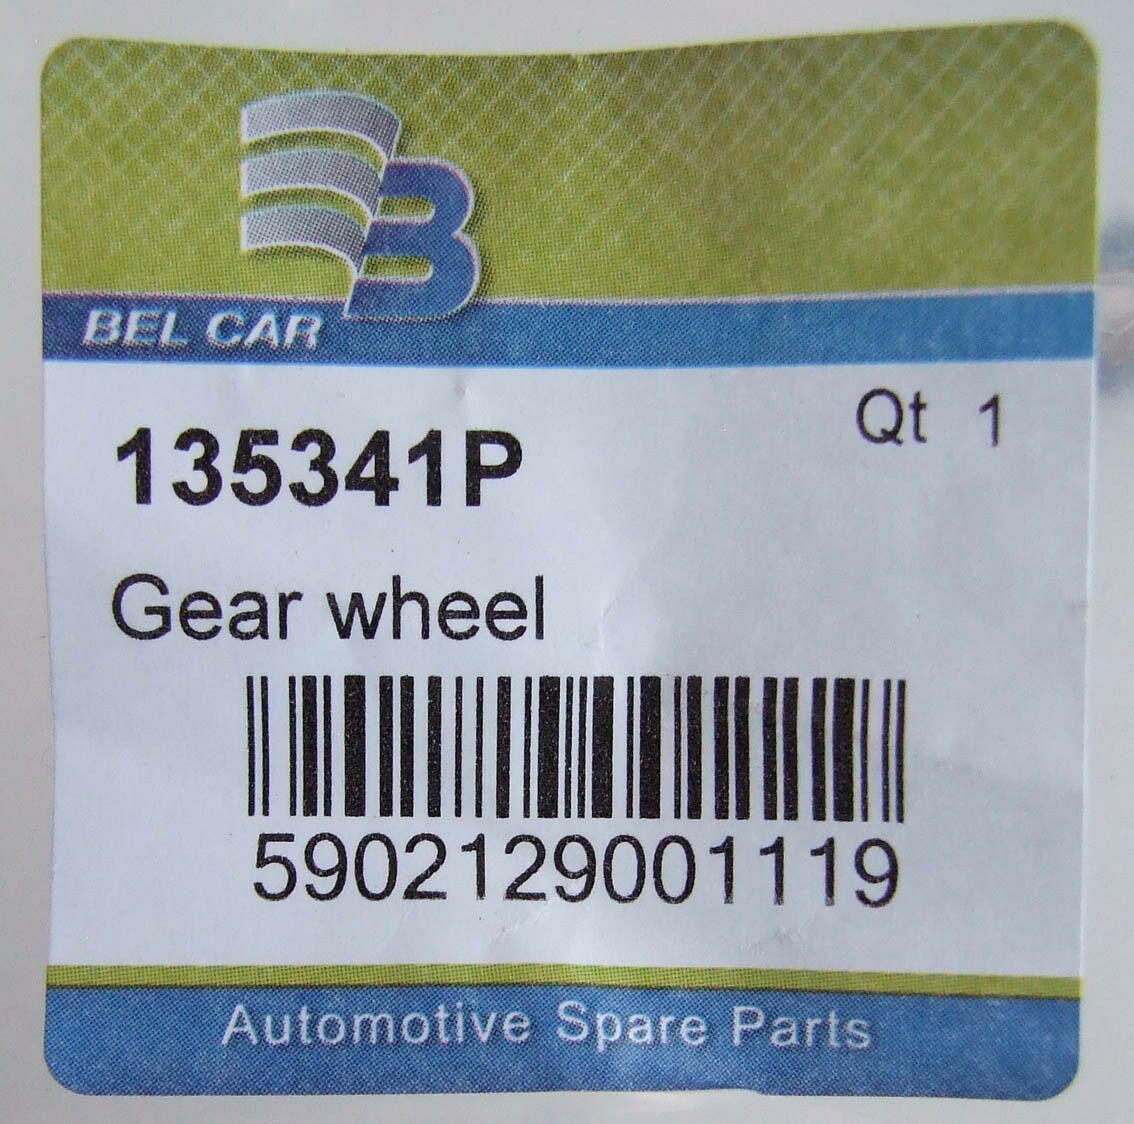 B
BEL CAR
Qt 1
135341P
Gear wheel
5902129001119
Automotive Spare Parts